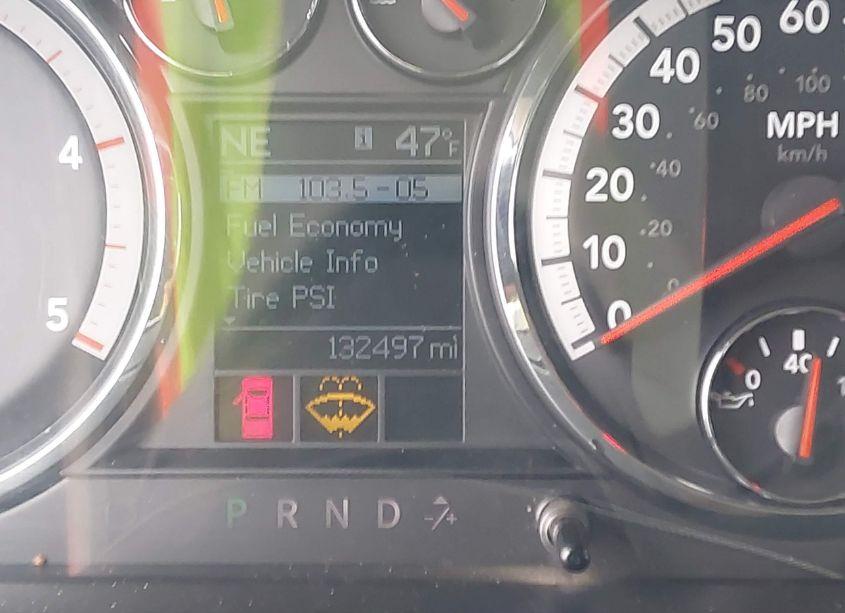 60
50
40
30
20
10
0
100
80
60
40
20
0
MPH
km/h
4
5
NE 47°F
FM 103.5-05
Fuel Economy
Vehicle Info
Tire PSI
132497 mi
0 40
P R N D -/+